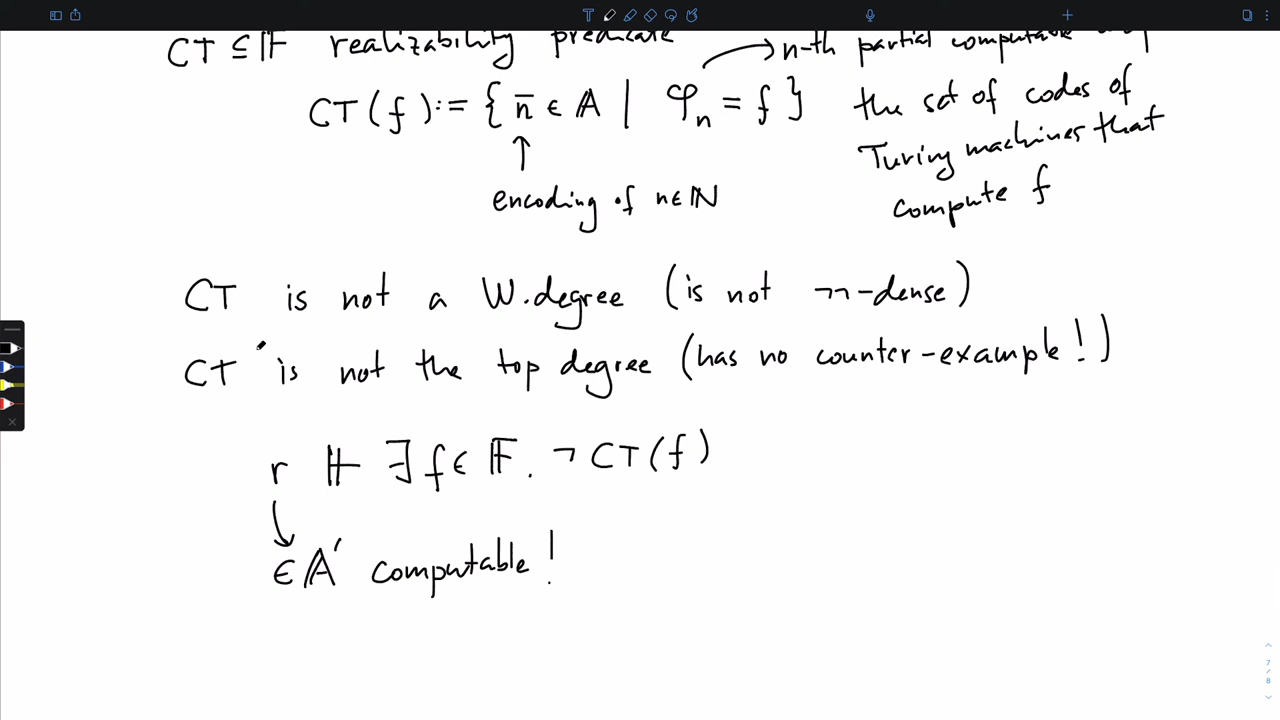 CT ⊆ 𝔽 realizability predicate
n-th partial computable
CT(f) := { n̄ ∈ 𝔸 | φₙ = f }
the set of codes of
Turing machines that
compute f
encoding of n∈ℕ
CT is not a W.degree (is not ¬¬-dense)
CT is not the top degree (has no counter-example!)
r ⊩ ∃f∈𝔽. ¬CT(f)
∈𝔸′ computable!
7
/
8